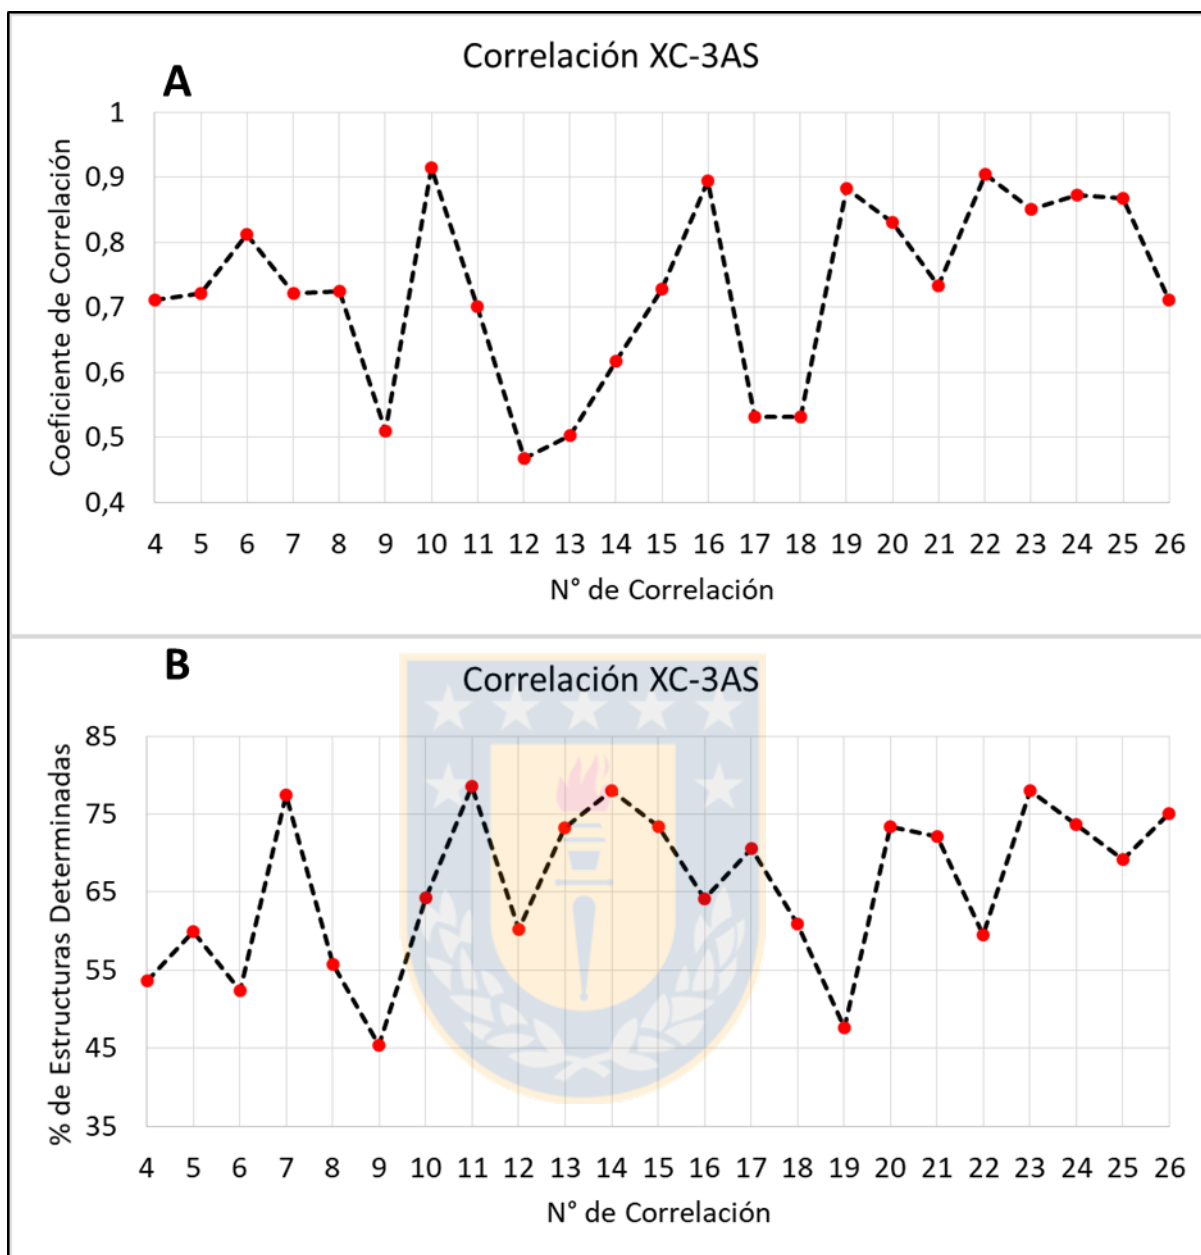 Correlación XC-3AS
A
Coeficiente de Correlación
1
0,9
0,8
0,7
0,6
0,5
0,4
4 5 6 7 8 9 10 11 12 13 14 15 16 17 18 19 20 21 22 23 24 25 26
N° de Correlación
B
Correlación XC-3AS
% de Estructuras Determinadas
85
75
65
55
45
35
4 5 6 7 8 9 10 11 12 13 14 15 16 17 18 19 20 21 22 23 24 25 26
N° de Correlación